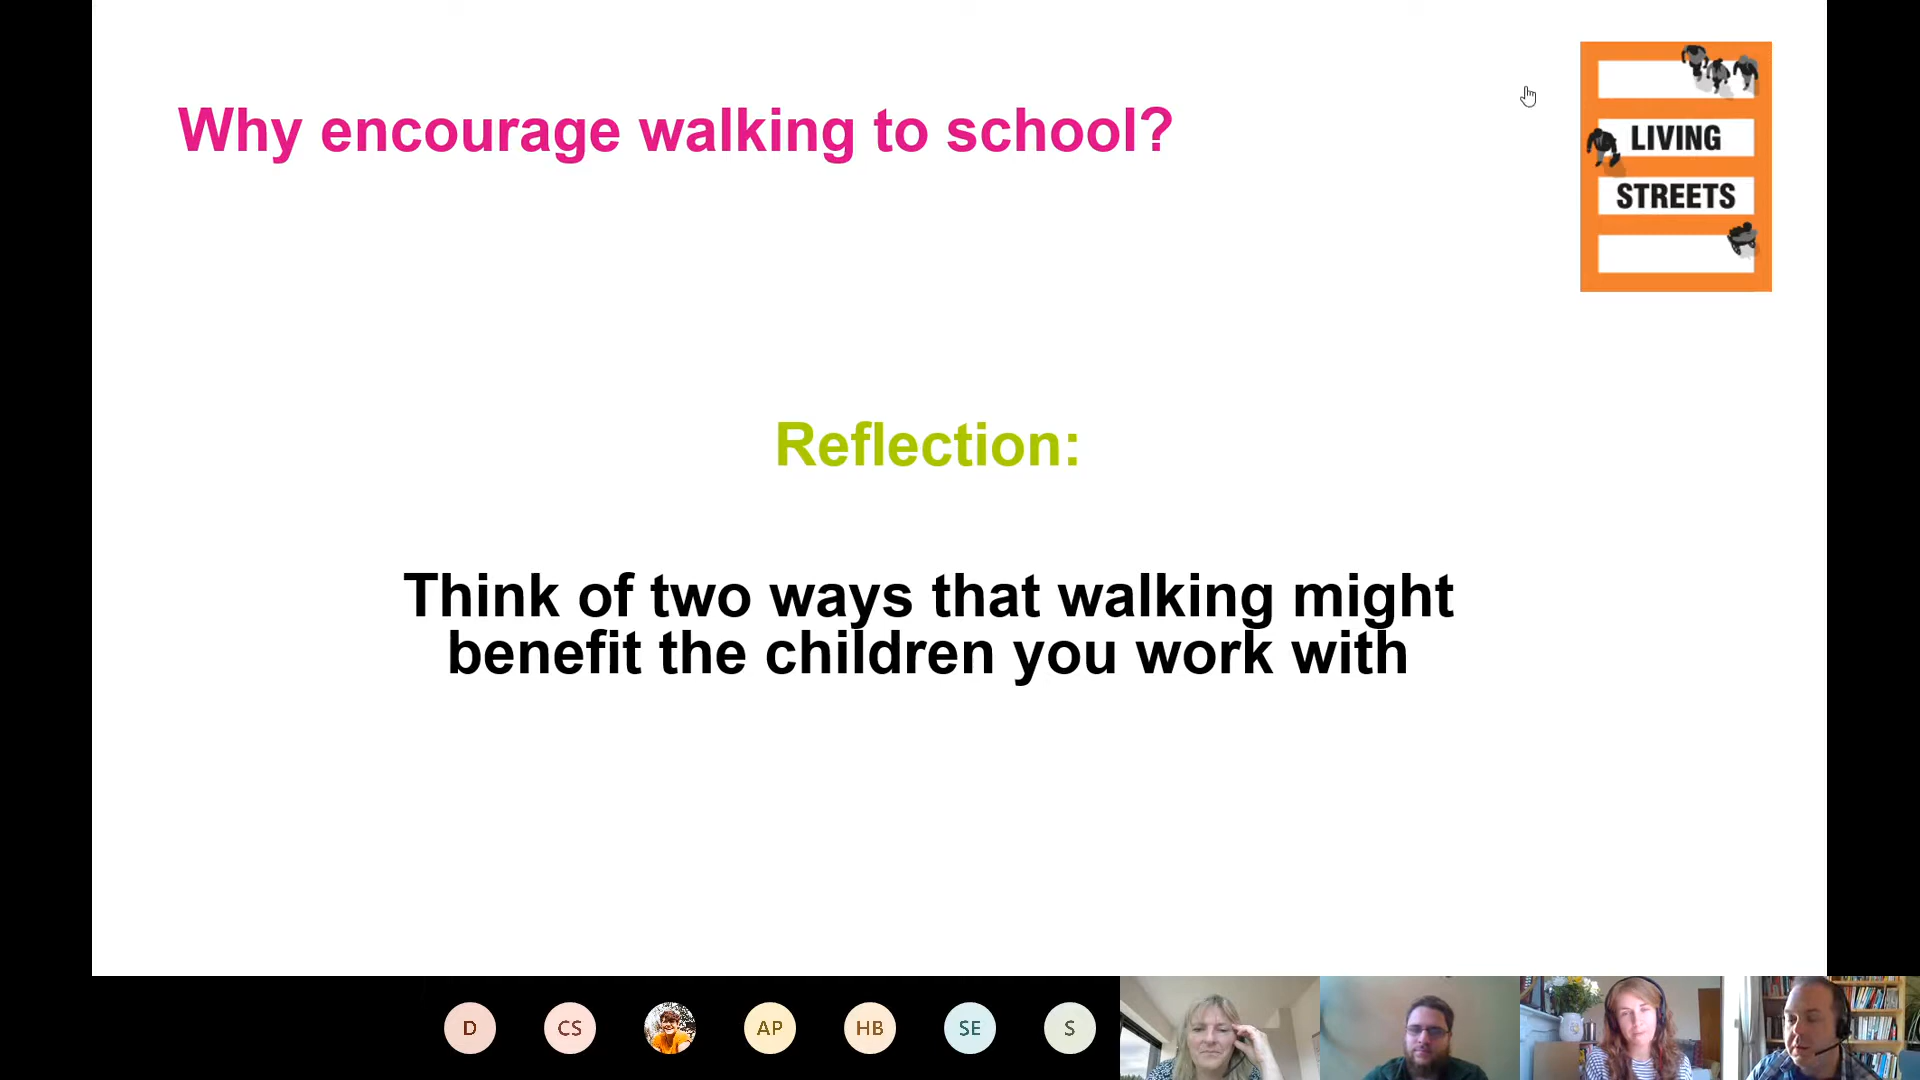 Why encourage walking to school?
LIVING
STREETS
Reflection:
Think of two ways that walking might
benefit the children you work with
D
CS
AP
HB
SE
S